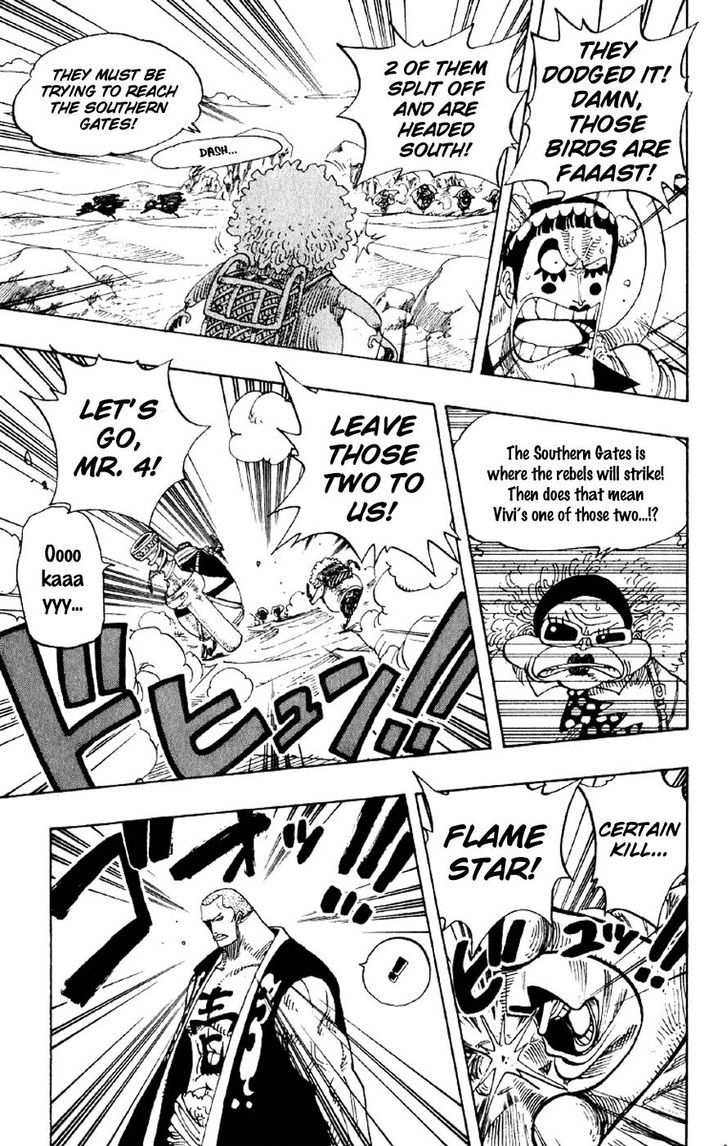 THEY
DODGED IT!
DAMN,
THOSE
BIRDS ARE
FAAAST!
2 OF THEM
SPLIT OFF
AND ARE
HEADED
SOUTH!
THEY MUST BE
TRYING TO REACH
THE SOUTHERN
GATES!
DASH...
The Southern Gates is
where the rebels will strike!
Then does that mean
Vivi's one of those two...!?
LEAVE
THOSE
TWO TO
US!
LET'S
GO,
MR. 4!
Oooo
kaaa
yyy...
ドヒュン!!!
CERTAIN
KILL...
FLAME
STAR!
ビュッ!!!
!
ゴオッ!!!